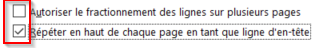 Autoriser le fractionnement des lignes sur plusieurs pages
Répéter en haut de chaque page en tant que ligne d'en-tête